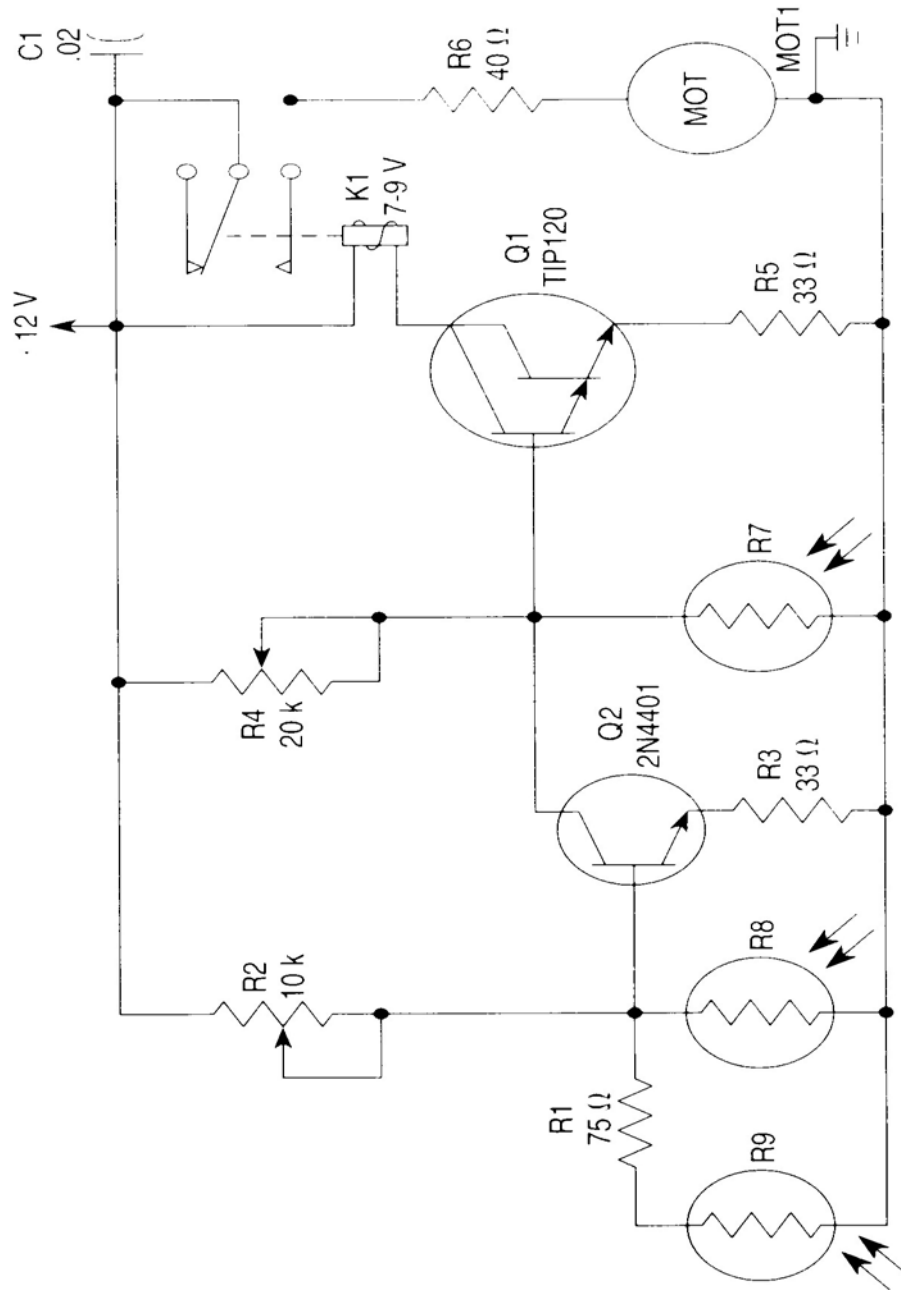 12 V
C1
.02
R2
10 k
R4
20 k
K1
7-9 V
R6
40 Ω
Q1
TIP120
R1
75 Ω
Q2
2N4401
MOT
R9
R8
R3
33 Ω
R7
R5
33 Ω
MOT1